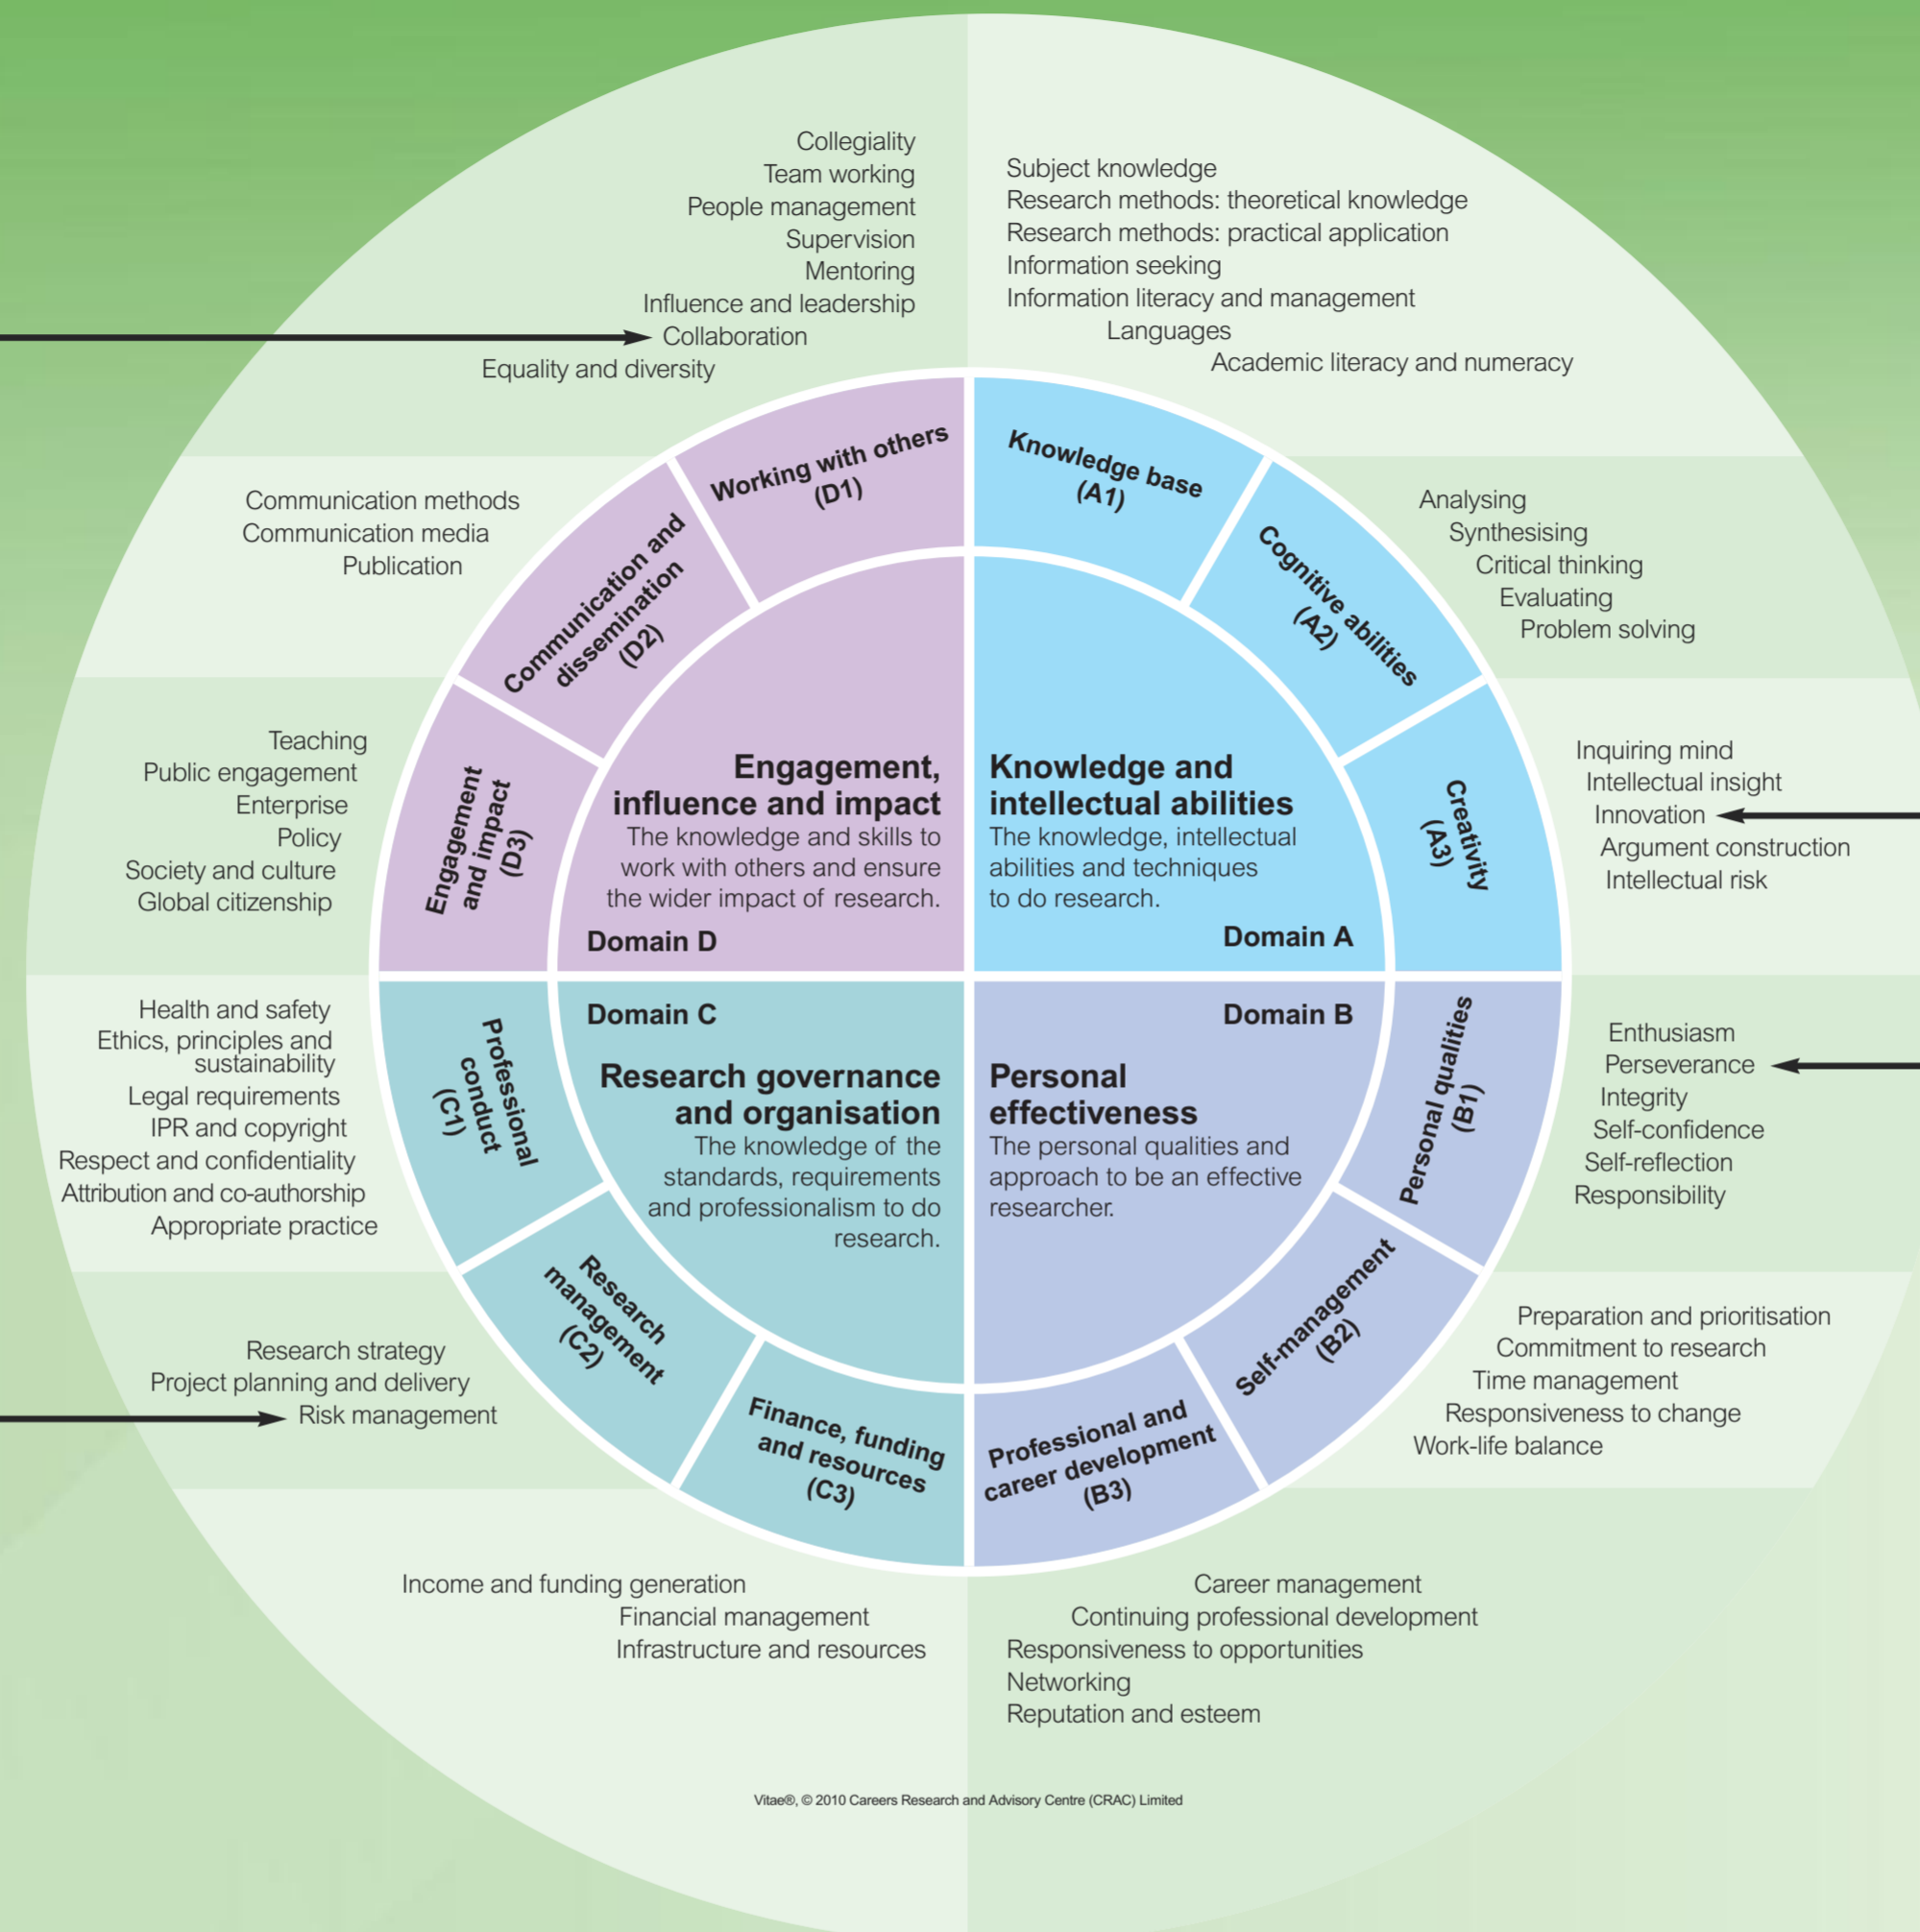 Collegiality
Team working
People management
Supervision
Mentoring
Influence and leadership
Collaboration
Equality and diversity
Subject knowledge
Research methods: theoretical knowledge
Research methods: practical application
Information seeking
Information literacy and management
Languages
Academic literacy and numeracy
Working with others
(D1)
Knowledge base
(A1)
Communication methods
Communication media
Publication
Communication and
dissemination
(D2)
Cognitive abilities
(A2)
Analysing
Synthesising
Critical thinking
Evaluating
Problem solving
Teaching
Public engagement
Enterprise
Policy
Society and culture
Global citizenship
Engagement
and impact
(D3)
Engagement,
influence and impact
The knowledge and skills to
work with others and ensure
the wider impact of research.
Domain D
Knowledge and
intellectual abilities
The knowledge, intellectual
abilities and techniques
to do research.
Domain A
Creativity
(A3)
Inquiring mind
Intellectual insight
Innovation
Argument construction
Intellectual risk
Health and safety
Ethics, principles and
sustainability
Legal requirements
IPR and copyright
Respect and confidentiality
Attribution and co-authorship
Appropriate practice
Professional
conduct
(C1)
Domain C
Research governance
and organisation
The knowledge of the
standards, requirements
and professionalism to do
research.
Domain B
Personal
effectiveness
The personal qualities and
approach to be an effective
researcher.
Personal qualities
(B1)
Enthusiasm
Perseverance
Integrity
Self-confidence
Self-reflection
Responsibility
Research strategy
Project planning and delivery
Risk management
Research
management
(C2)
Self-management
(B2)
Preparation and prioritisation
Commitment to research
Time management
Responsiveness to change
Work-life balance
Finance, funding
and resources
(C3)
Professional and
career development
(B3)
Income and funding generation
Financial management
Infrastructure and resources
Career management
Continuing professional development
Responsiveness to opportunities
Networking
Reputation and esteem
Vitae®, © 2010 Careers Research and Advisory Centre (CRAC) Limited